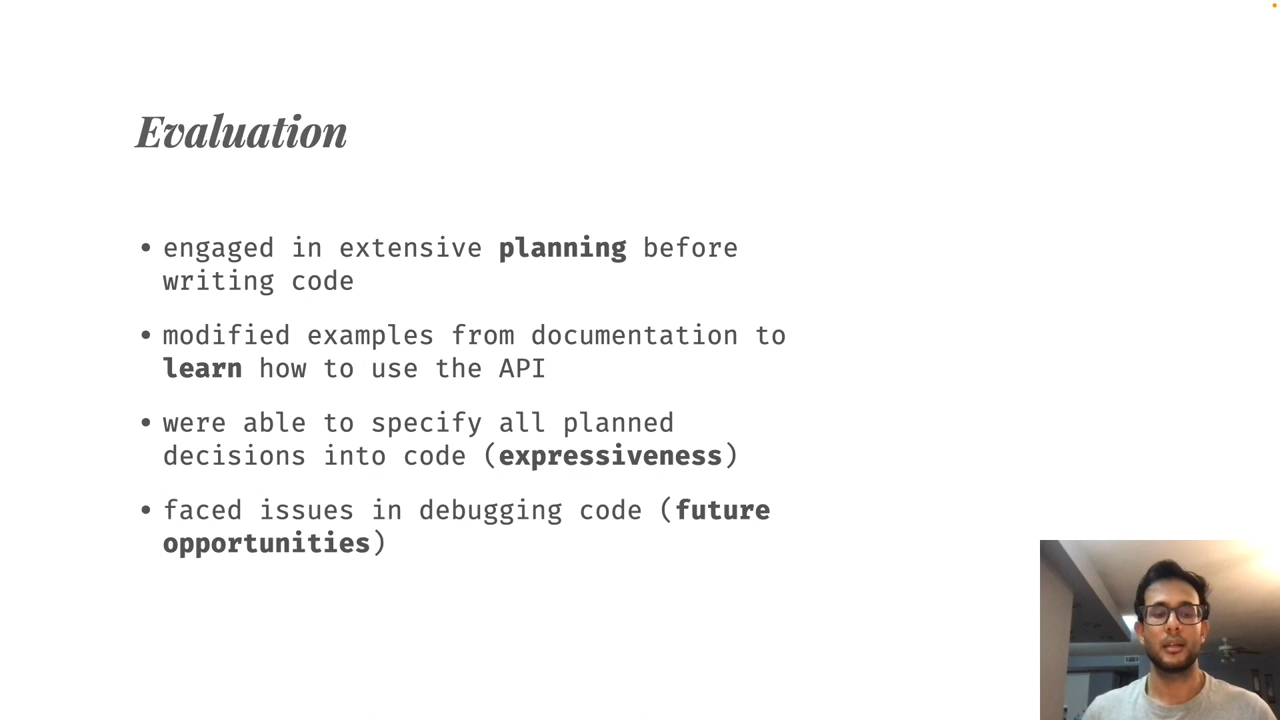 Evaluation
• engaged in extensive planning before
writing code
• modified examples from documentation to
learn how to use the API
• were able to specify all planned
decisions into code (expressiveness)
• faced issues in debugging code (future
opportunities)